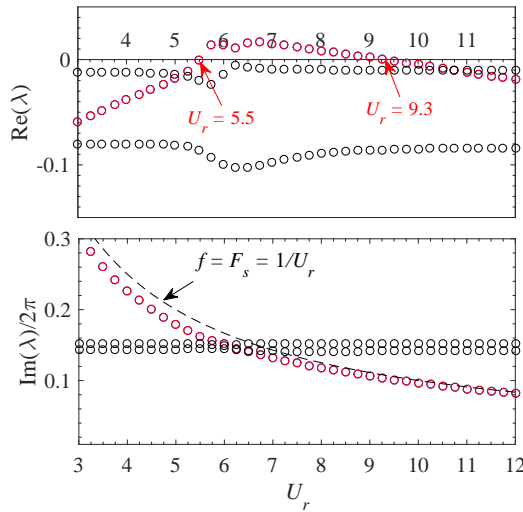 4 5 6 7 8 9 10 11
0
-0.1
Re(λ)
U_r = 5.5
U_r = 9.3
0.3
0.2
0.1
Im(λ)/2π
f = F_s = 1/U_r
3 4 5 6 7 8 9 10 11 12
U_r